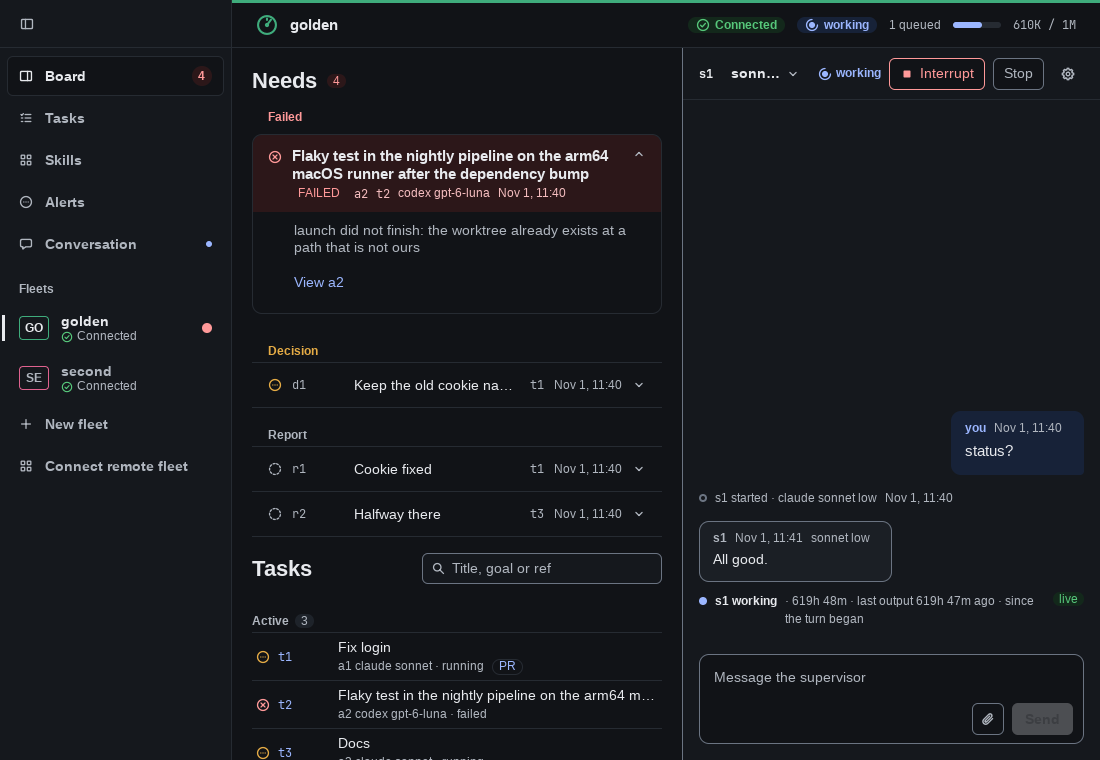 golden
Connected
working
1 queued
610K / 1M
Board
4
Tasks
Skills
Alerts
Conversation
Fleets
GO
golden
Connected
SE
second
Connected
New fleet
Connect remote fleet
Needs 4
Failed
Flaky test in the nightly pipeline on the arm64
macOS runner after the dependency bump
FAILED a2 t2 codex gpt-6-luna Nov 1, 11:40
launch did not finish: the worktree already exists at a
path that is not ours
View a2
Decision
d1 Keep the old cookie na… t1 Nov 1, 11:40
Report
r1 Cookie fixed t1 Nov 1, 11:40
r2 Halfway there t3 Nov 1, 11:40
Tasks
Title, goal or ref
Active 3
t1 Fix login
a1 claude sonnet · running PR
t2 Flaky test in the nightly pipeline on the arm64 m…
a2 codex gpt-6-luna · failed
t3 Docs
s1 sonn… working Interrupt Stop
you Nov 1, 11:40
status?
s1 started · claude sonnet low Nov 1, 11:40
s1 Nov 1, 11:41 sonnet low
All good.
s1 working · 619h 48m · last output 619h 47m ago · since
the turn began
live
Message the supervisor
Send